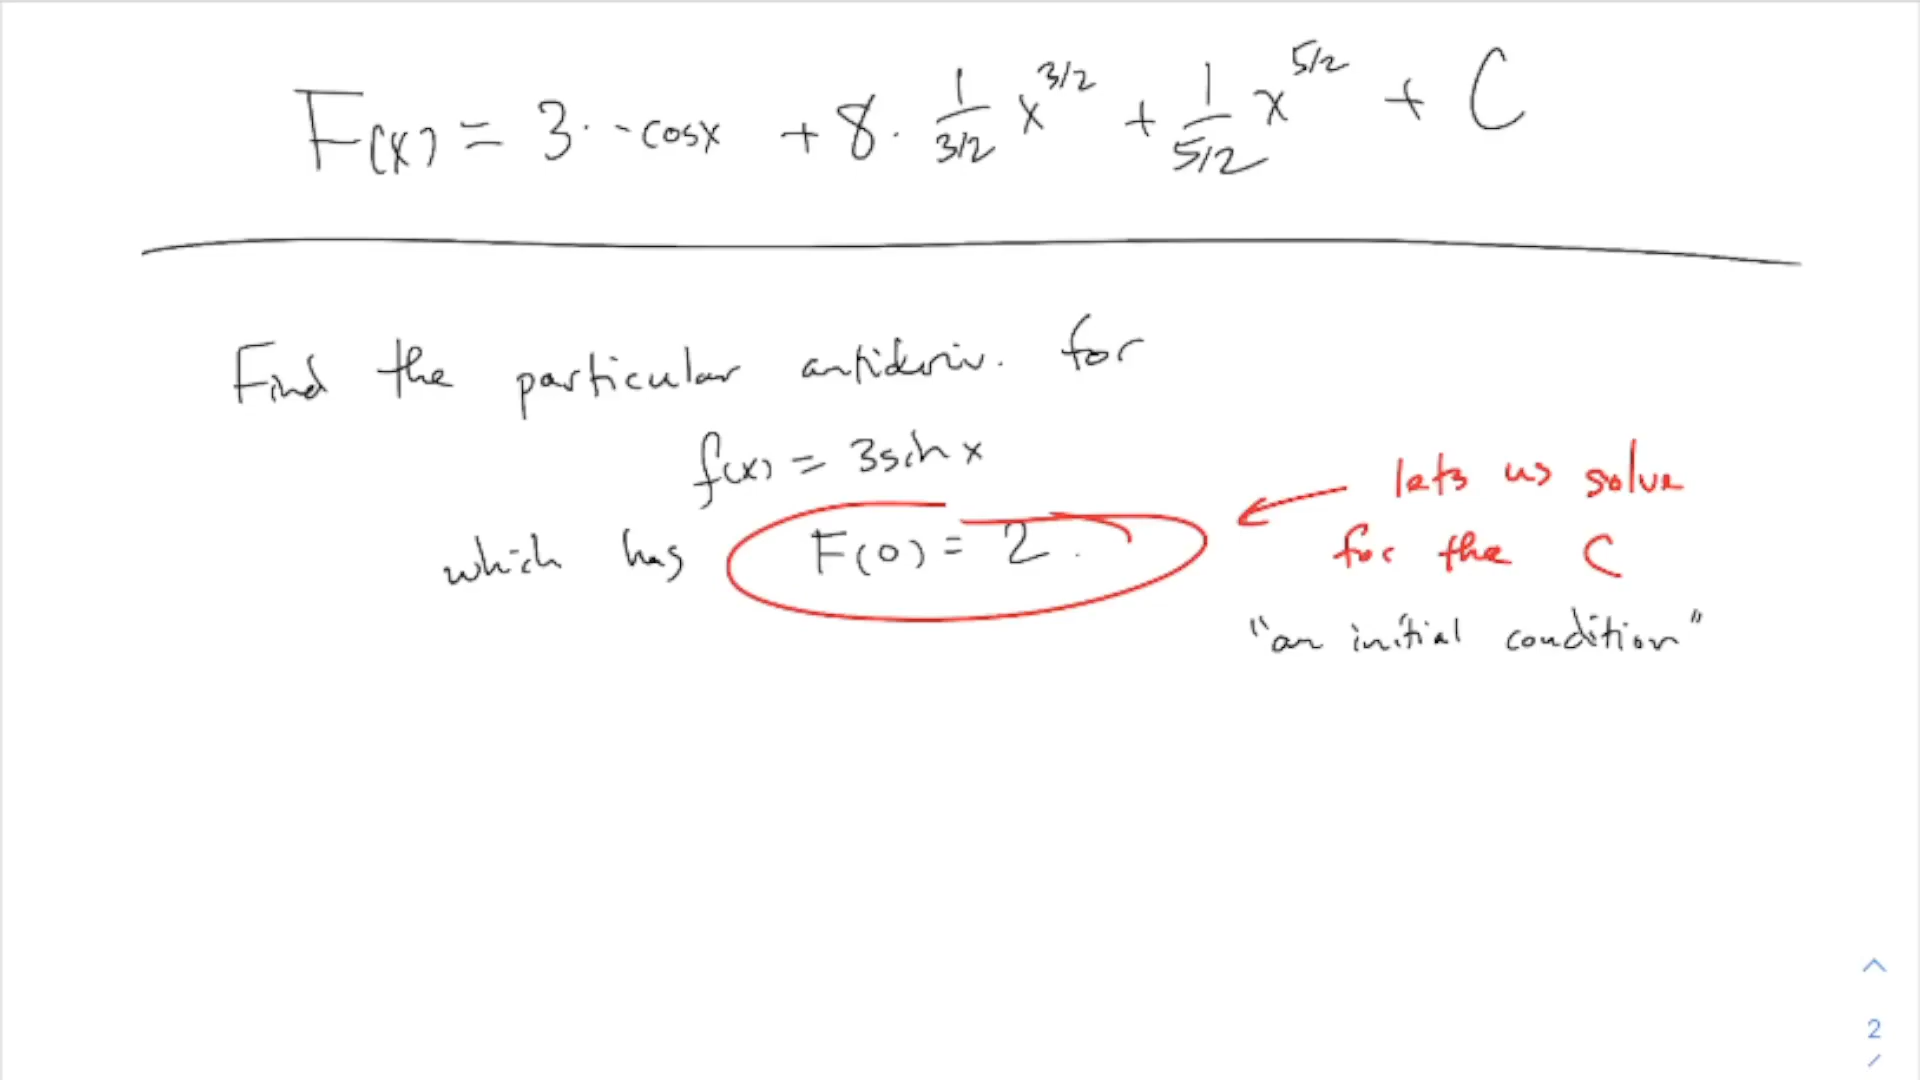 F(x) = 3 · -cosx + 8 · 1/(3/2) x^(3/2) + 1/(5/2) x^(5/2) + C
Find the particular antideriv. for
f(x) = 3sin x
which has F(0) = 2.
lets us solve
for the C
"an initial condition"
2